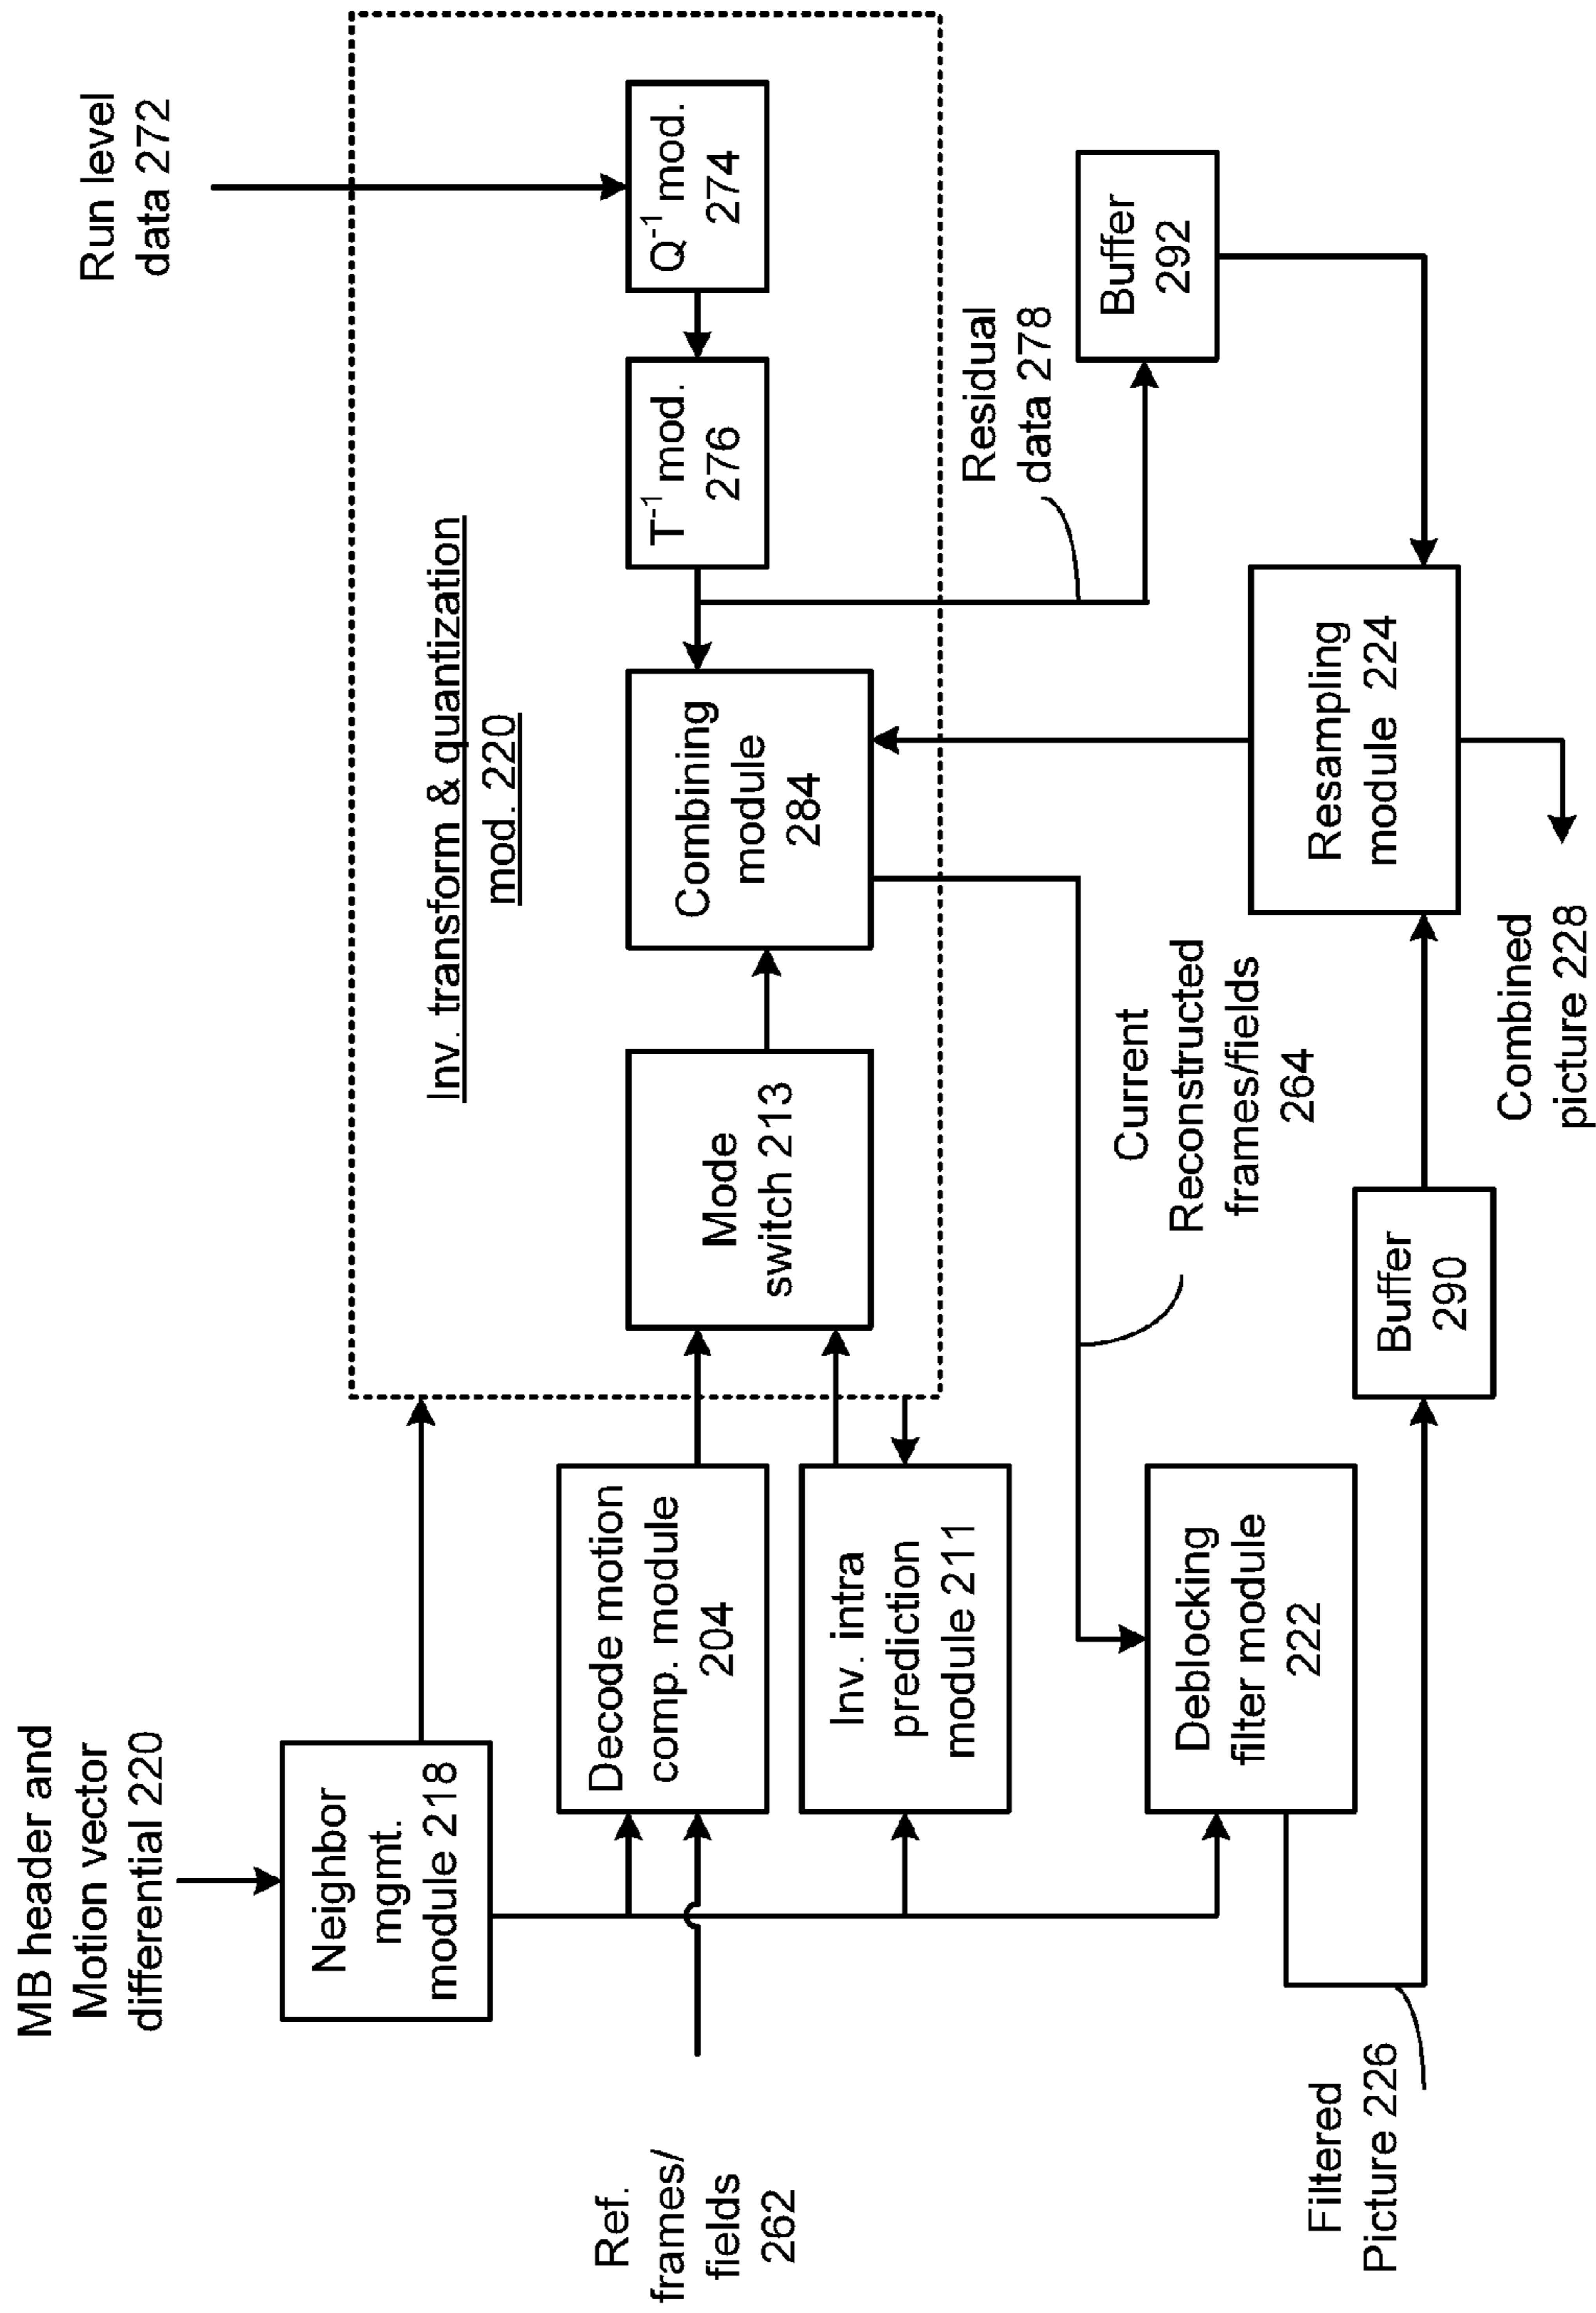 MB header and
Motion vector
differential 220
Run level
data 272
Neighbor
mgmt.
module 218
Inv. transform & quantization
mod. 220
Ref.
frames/
fields
262
Decode motion
comp. module
204
Mode
switch 213
Combining
module
284
T⁻¹ mod.
276
Q⁻¹ mod.
274
Inv. intra
prediction
module 211
Residual
data 278
Buffer
292
Current
Reconstructed
frames/fields
264
Deblocking
filter module
222
Resampling
module 224
Filtered
Picture 226
Buffer
290
Combined
picture 228